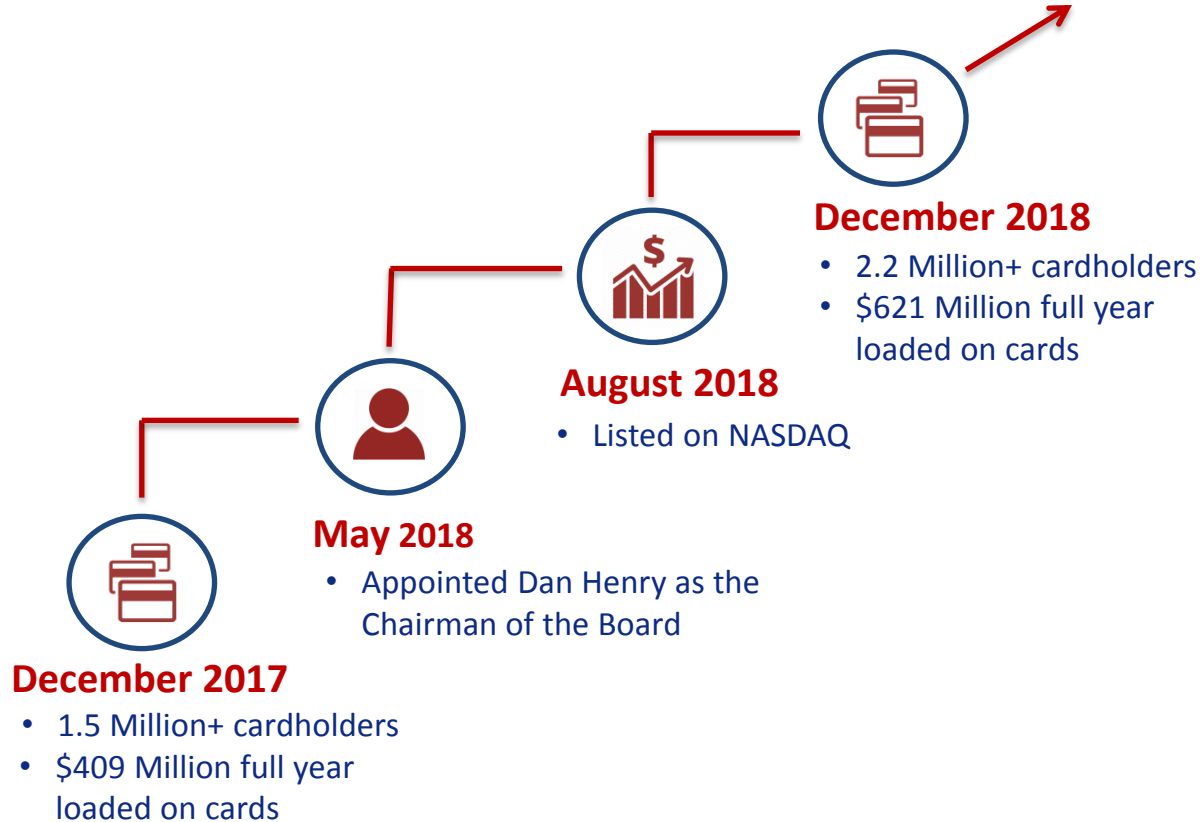 December 2018
• 2.2 Million+ cardholders
• $621 Million full year
loaded on cards
August 2018
• Listed on NASDAQ
May 2018
• Appointed Dan Henry as the
Chairman of the Board
December 2017
• 1.5 Million+ cardholders
• $409 Million full year
loaded on cards
$